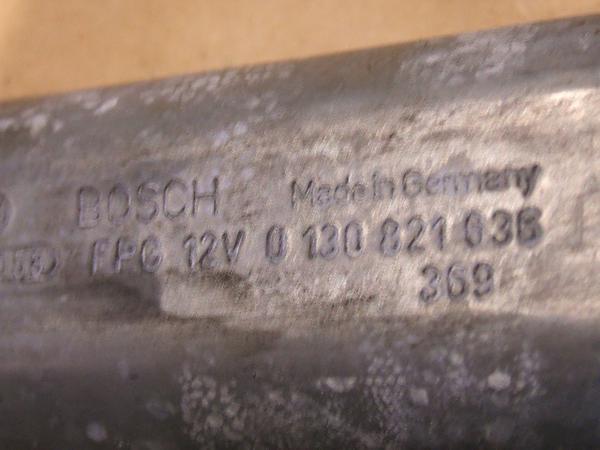 BOSCH Made in Germany
FPG 12V 0 130 821 036
369